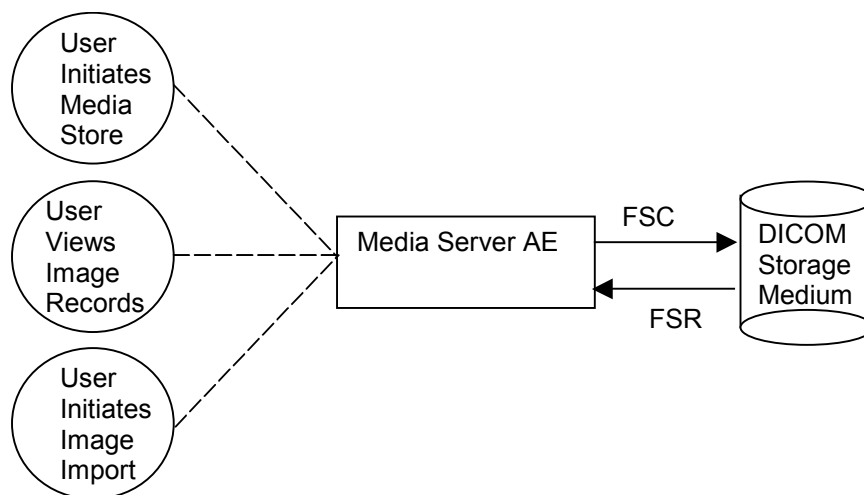 User
Initiates
Media
Store
User
Views
Image
Records
User
Initiates
Image
Import
Media Server AE
FSC
FSR
DICOM
Storage
Medium